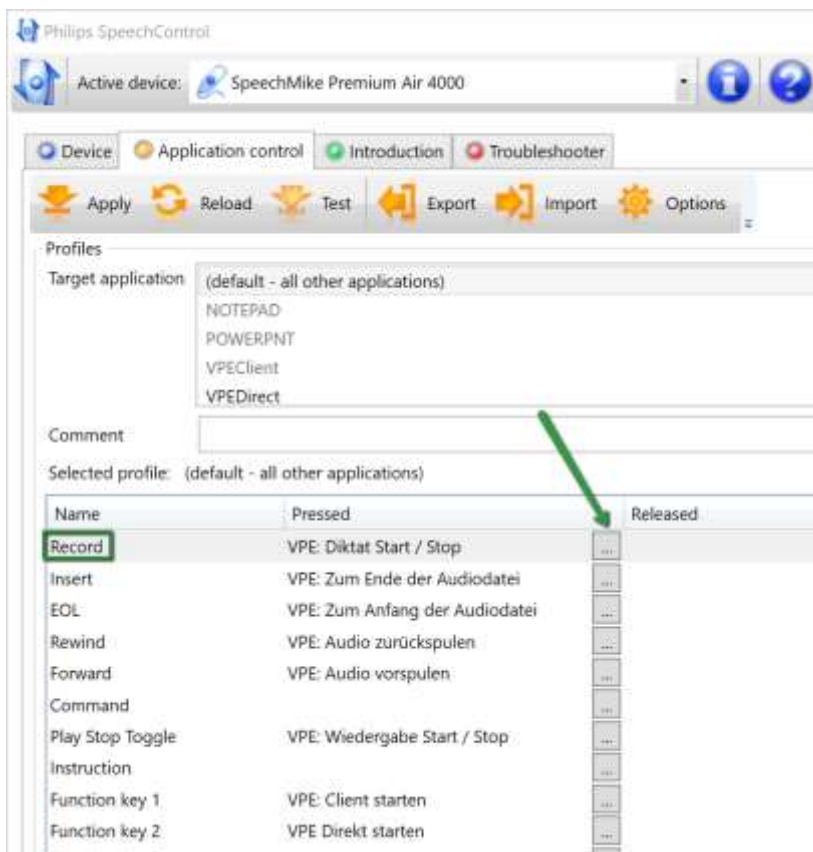 Philips SpeechControl
Active device: SpeechMike Premium Air 4000
Device Application control Introduction Troubleshooter
Apply Reload Test Export Import Options
Profiles
Target application (default - all other applications)
NOTEPAD
POWERPNT
VPEClient
VPEDirect
Comment
Selected profile: (default - all other applications)
Name Pressed Released
Record VPE: Diktat Start / Stop ...
Insert VPE: Zum Ende der Audiodatei ...
EOL VPE: Zum Anfang der Audiodatei ...
Rewind VPE: Audio zurückspulen ...
Forward VPE: Audio vorspulen ...
Command ...
Play Stop Toggle VPE: Wiedergabe Start / Stop ...
Instruction ...
Function key 1 VPE: Client starten ...
Function key 2 VPE Direkt starten ...